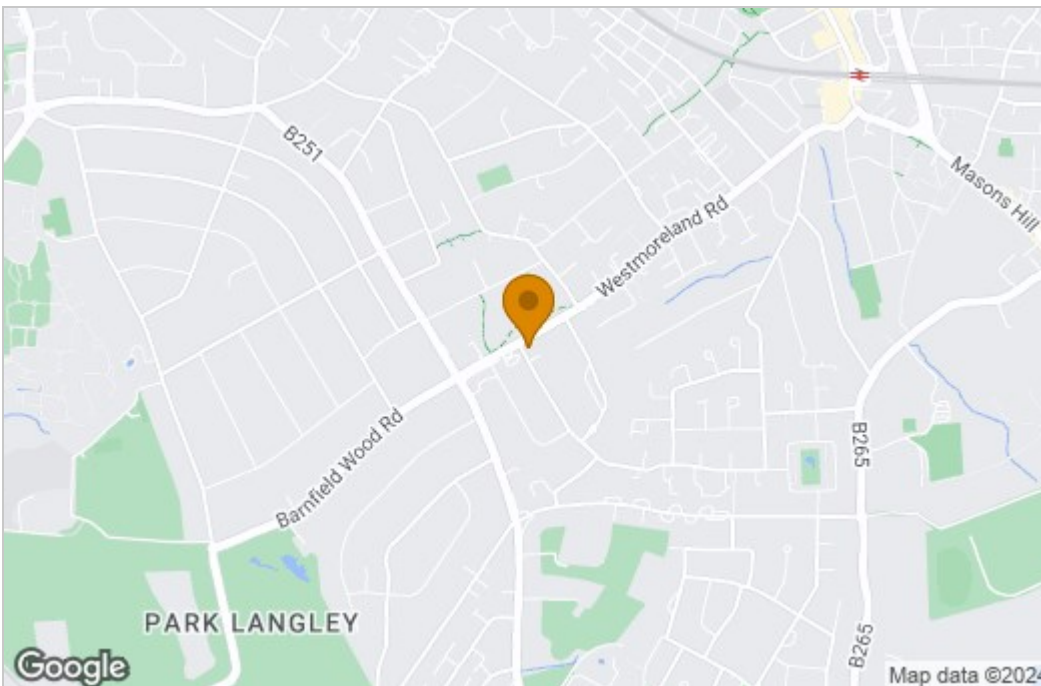 B251
Masons Hill
Westmoreland Rd
B265
Barnfield Wood Rd
PARK LANGLEY
B265
Google
Map data ©2024